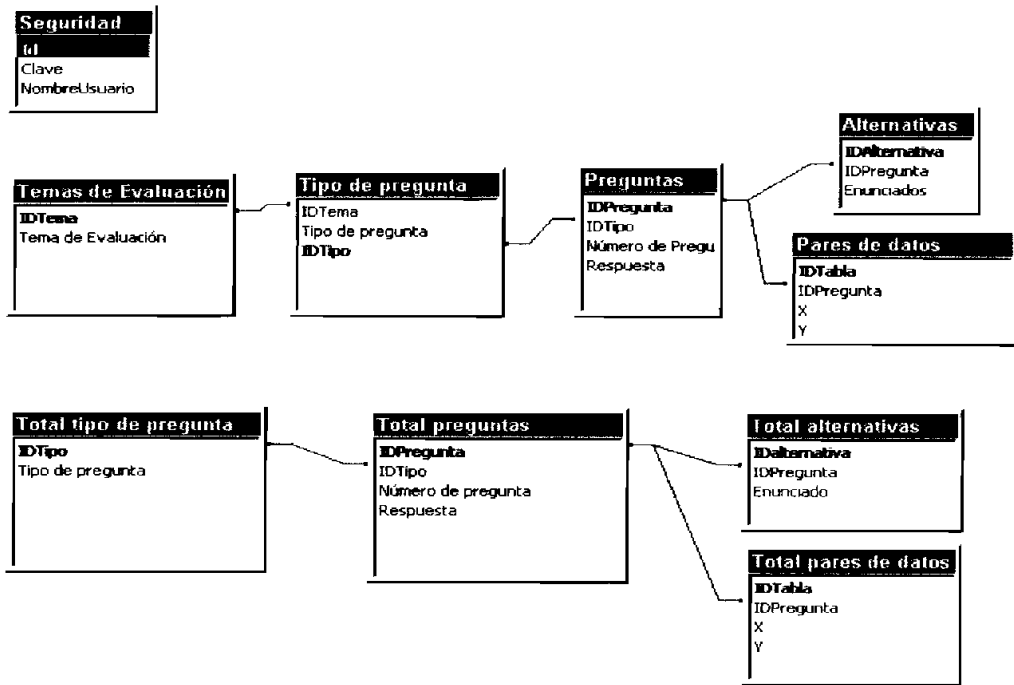 Seguridad
Id
Clave
NombreUsuario
Alternativas
IDAlternativa
IDPregunta
Enunciados
Temas de Evaluación
IDTema
Tema de Evaluación
Tipo de pregunta
IDTema
Tipo de pregunta
IDTipo
Preguntas
IDPregunta
IDTipo
Número de Pregu
Respuesta
Pares de datos
IDTabla
IDPregunta
X
Y
Total tipo de pregunta
IDTipo
Tipo de pregunta
Total preguntas
IDPregunta
IDTipo
Número de pregunta
Respuesta
Total alternativas
IDalternativa
IDPregunta
Enunciado
Total pares de datos
IDTabla
IDPregunta
X
Y